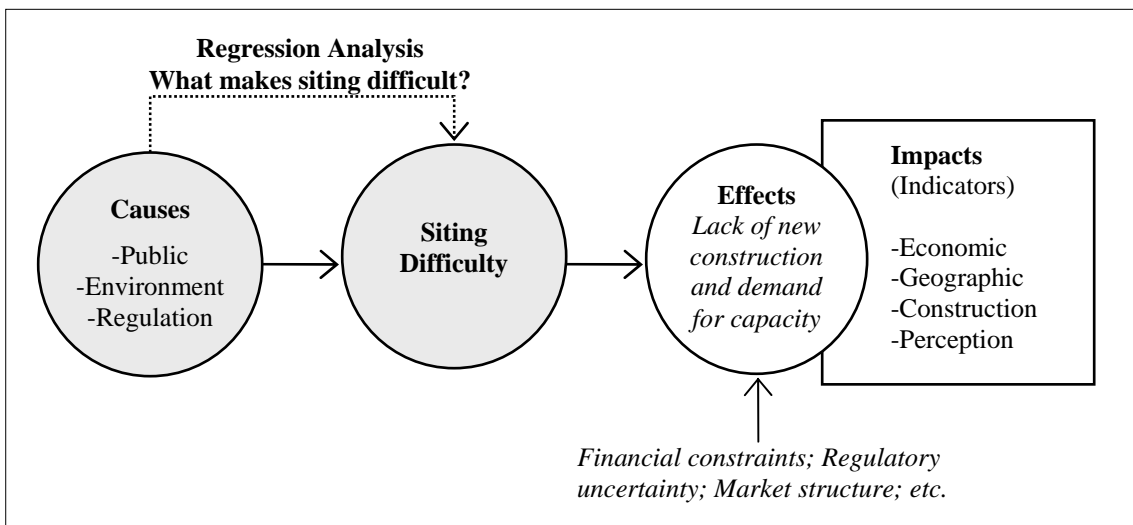 Regression Analysis
What makes siting difficult?
Causes
-Public
-Environment
-Regulation
Siting
Difficulty
Effects
Lack of new
construction
and demand
for capacity
Impacts
(Indicators)
-Economic
-Geographic
-Construction
-Perception
Financial constraints; Regulatory
uncertainty; Market structure; etc.